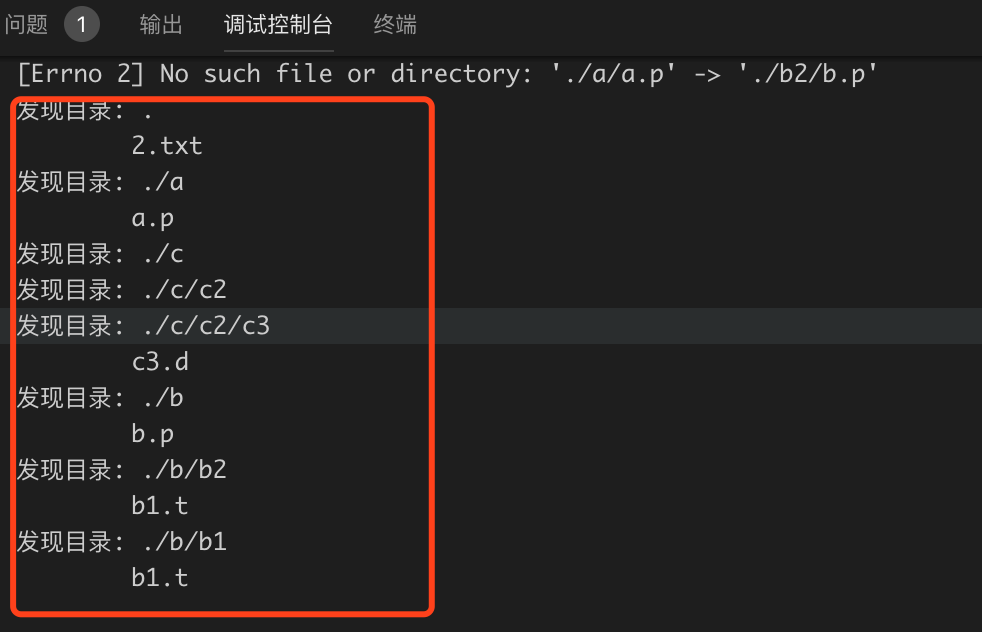 问题 1 输出 调试控制台 终端
[Errno 2] No such file or directory: './a/a.p' -> './b2/b.p'
发现目录: .
2.txt
发现目录: ./a
a.p
发现目录: ./c
发现目录: ./c/c2
发现目录: ./c/c2/c3
c3.d
发现目录: ./b
b.p
发现目录: ./b/b2
b1.t
发现目录: ./b/b1
b1.t